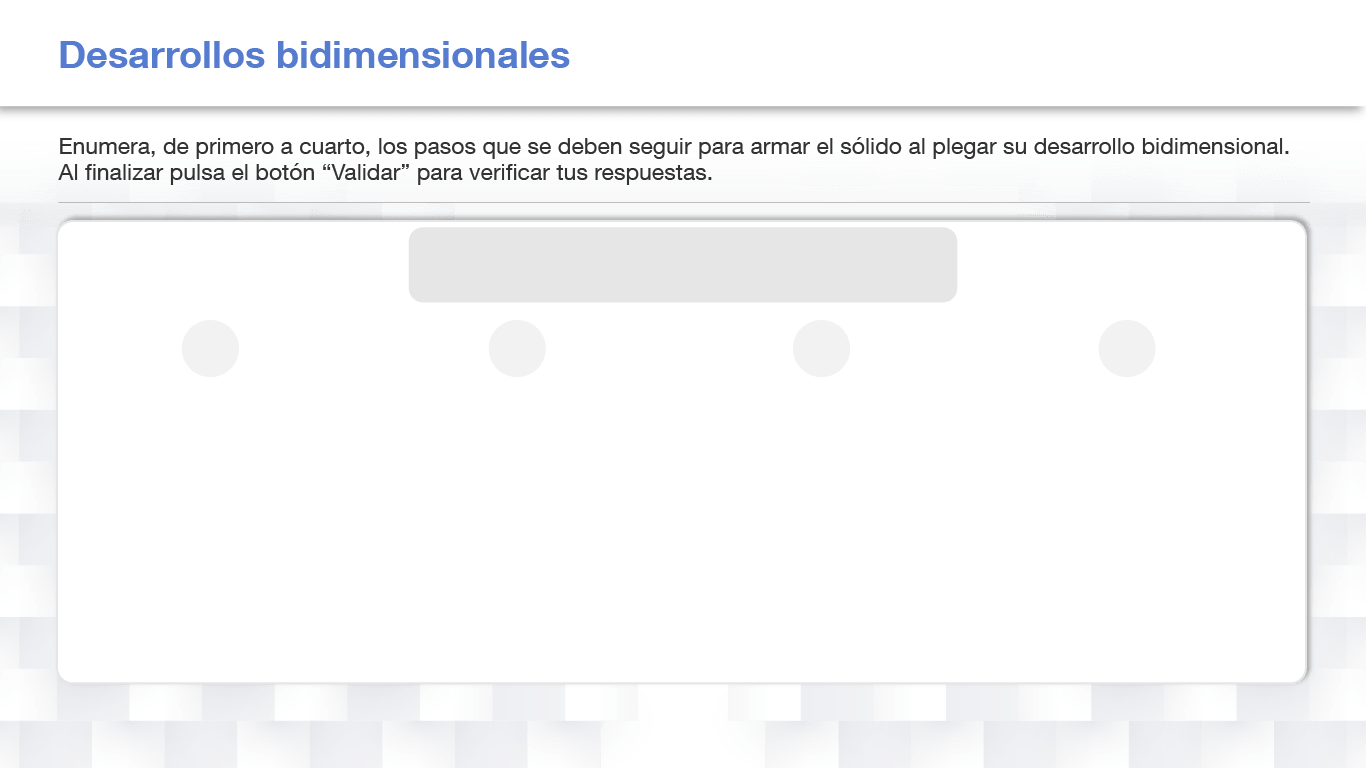 Desarrollos bidimensionales
Enumera, de primero a cuarto, los pasos que se deben seguir para armar el sólido al plegar su desarrollo bidimensional.
Al finalizar pulsa el botón “Validar” para verificar tus respuestas.